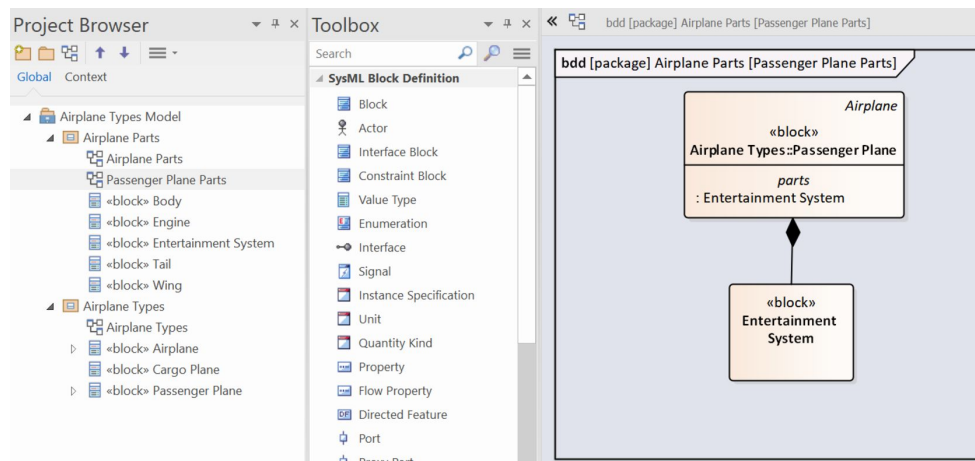 Project Browser
Global Context
Airplane Types Model
Airplane Parts
Airplane Parts
Passenger Plane Parts
«block» Body
«block» Engine
«block» Entertainment System
«block» Tail
«block» Wing
Airplane Types
Airplane Types
«block» Airplane
«block» Cargo Plane
«block» Passenger Plane
Toolbox
Search
SysML Block Definition
Block
Actor
Interface Block
Constraint Block
Value Type
Enumeration
Interface
Signal
Instance Specification
Unit
Quantity Kind
Property
Flow Property
DF Directed Feature
Port
bdd [package] Airplane Parts [Passenger Plane Parts]
bdd [package] Airplane Parts [Passenger Plane Parts]
Airplane
«block»
Airplane Types::Passenger Plane
parts
: Entertainment System
«block»
Entertainment
System